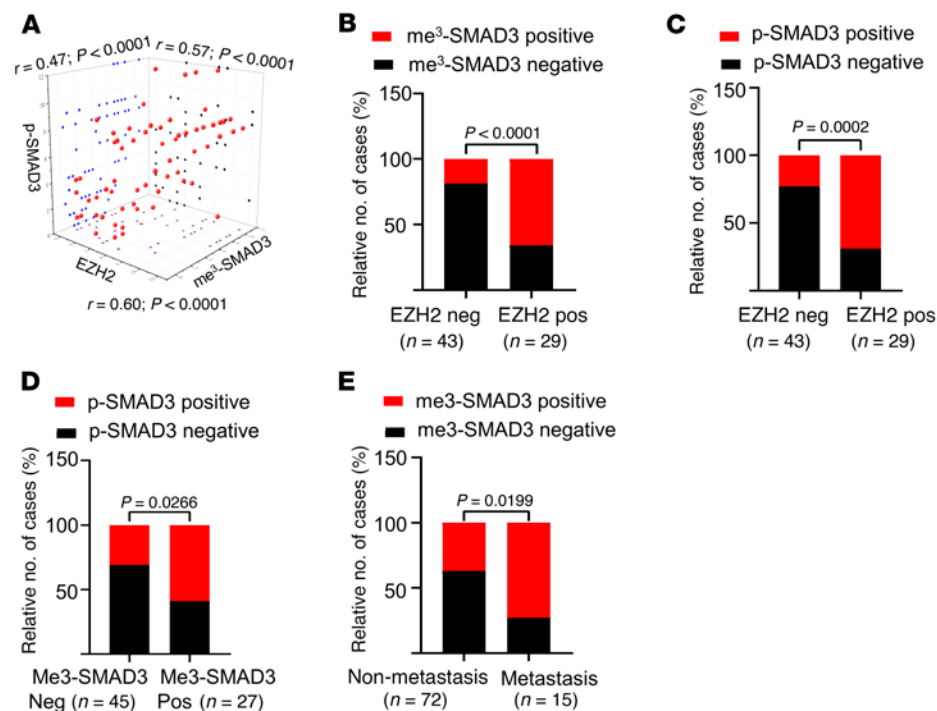 A
r = 0.47; P < 0.0001
r = 0.57; P < 0.0001
p-SMAD3
EZH2
me³-SMAD3
r = 0.60; P < 0.0001
B
me³-SMAD3 positive
me³-SMAD3 negative
Relative no. of cases (%)
150
100
50
P < 0.0001
EZH2 neg EZH2 pos
(n = 43) (n = 29)
C
p-SMAD3 positive
p-SMAD3 negative
Relative no. of cases (%)
150
100
50
P = 0.0002
EZH2 neg EZH2 pos
(n = 43) (n = 29)
D
p-SMAD3 positive
p-SMAD3 negative
Relative no. of cases (%)
150
100
50
P = 0.0266
Me3-SMAD3 Me3-SMAD3
Neg (n = 45) Pos (n = 27)
E
me3-SMAD3 positive
me3-SMAD3 negative
Relative no. of cases (%)
150
100
50
P = 0.0199
Non-metastasis Metastasis
(n = 72) (n = 15)